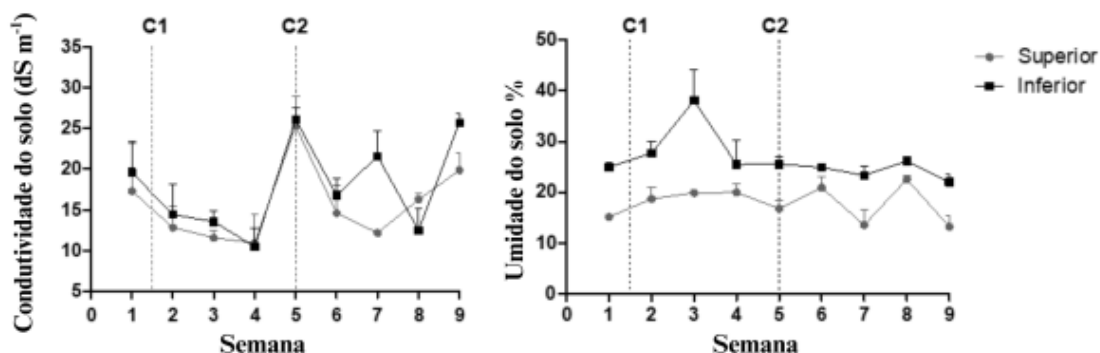 C1 C2
Condutividade do solo (dS m⁻¹)
35
30
25
20
15
10
5
0 1 2 3 4 5 6 7 8 9
Semana
C1 C2
Umidade do solo %
50
40
30
20
10
0
0 1 2 3 4 5 6 7 8 9
Semana
Superior
Inferior